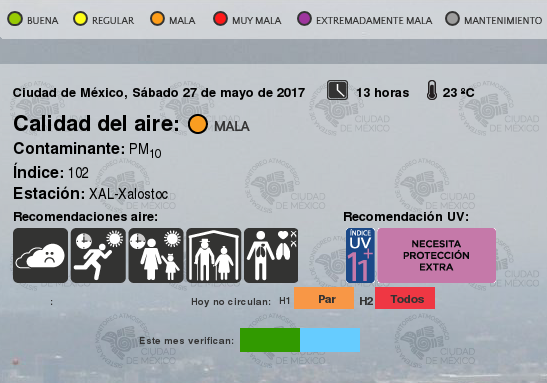 BUENA REGULAR MALA MUY MALA EXTREMADAMENTE MALA MANTENIMIENTO
Ciudad de México, Sábado 27 de mayo de 2017 13 horas 23 ºC
Calidad del aire: MALA
Contaminante: PM10
Índice: 102
Estación: XAL-Xalostoc
Recomendaciones aire: Recomendación UV:
ÍNDICE
UV
11+
NECESITA
PROTECCIÓN
EXTRA
:
Hoy no circulan: H1 Par H2 Todos
Este mes verifican: